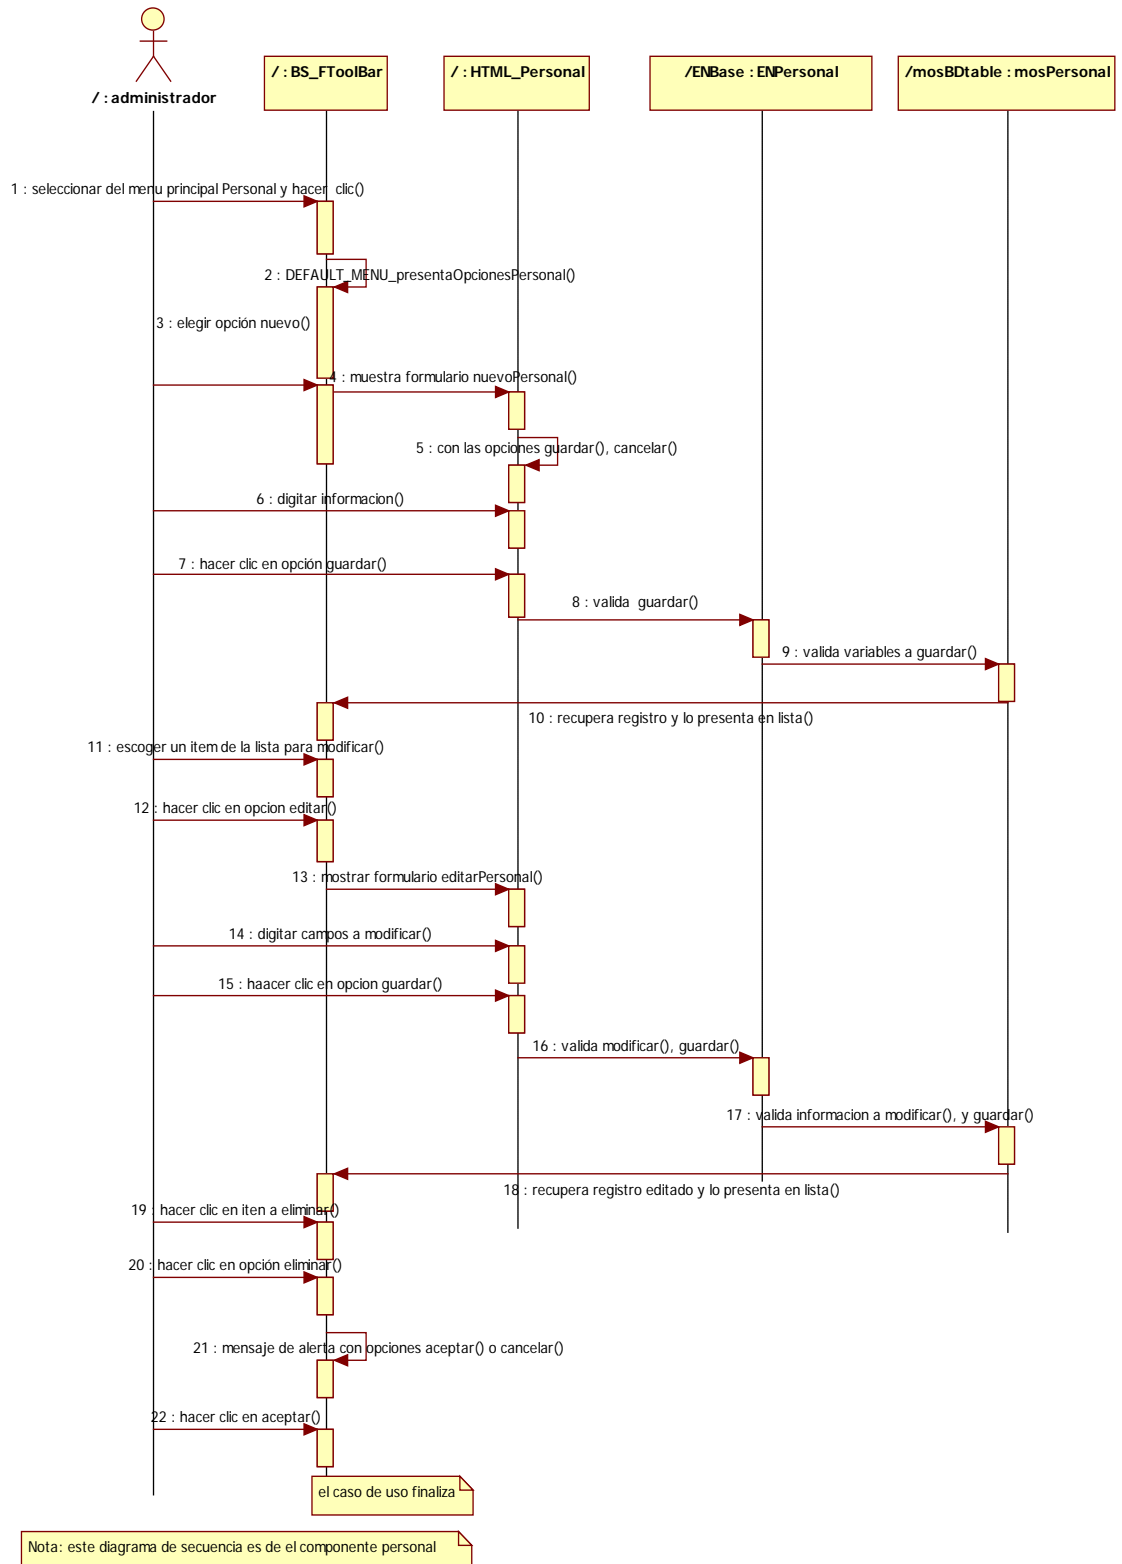 / : administrador
/ : BS_FToolBar
/ : HTML_Personal
/ENBase : ENPersonal
/mosBDtable : mosPersonal
1 : seleccionar del menu principal Personal y hacer  clic()
2 : DEFAULT_MENU_presentaOpcionesPersonal()
3 : elegir opción nuevo()
4 : muestra formulario nuevoPersonal()
5 : con las opciones guardar(), cancelar()
6 : digitar informacion()
7 : hacer clic en opción guardar()
8 : valida  guardar()
9 : valida variables a guardar()
10 : recupera registro y lo presenta en lista()
11 : escoger un item de la lista para modificar()
12 : hacer clic en opcion editar()
13 : mostrar formulario editarPersonal()
14 : digitar campos a modificar()
15 : haacer clic en opcion guardar()
16 : valida modificar(), guardar()
17 : valida informacion a modificar(), y guardar()
18 : recupera registro editado y lo presenta en lista()
19 : hacer clic en iten a eliminar()
20 : hacer clic en opción eliminar()
21 : mensaje de alerta con opciones aceptar() o cancelar()
22 : hacer clic en aceptar()
el caso de uso finaliza
Nota: este diagrama de secuencia es de el componente personal